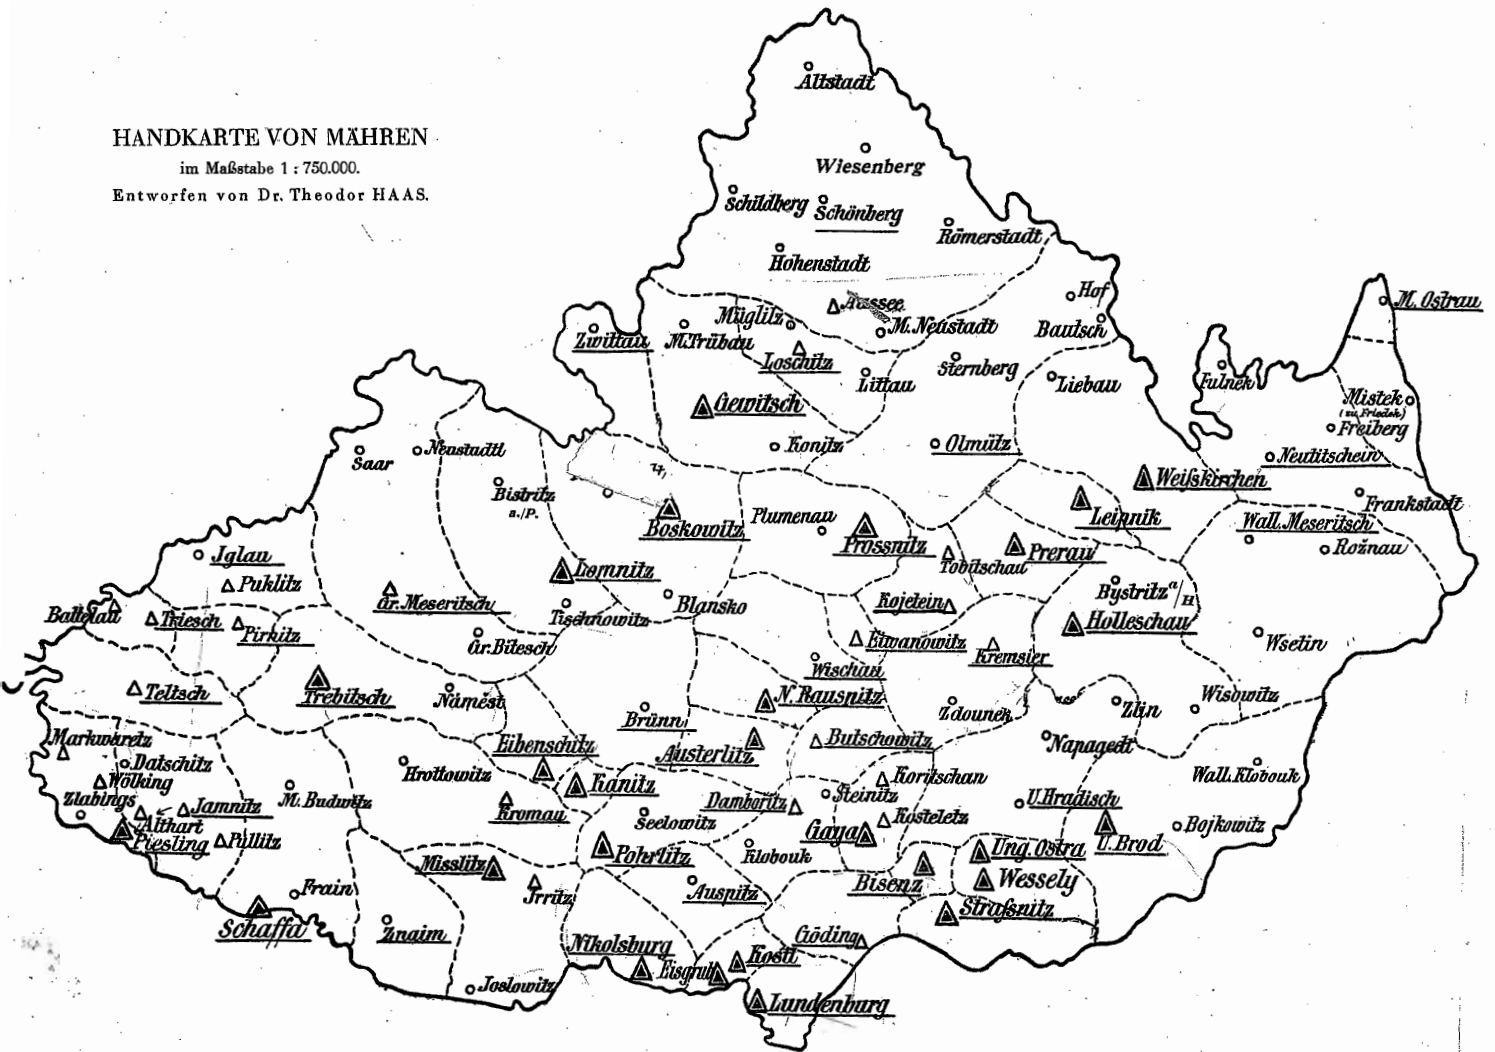 HANDKARTE VON MÄHREN
im Maßstabe 1 : 750.000.
Entworfen von Dr. Theodor HAAS.
Altstadt
Wiesenberg
Schildberg
Schönberg
Römerstadt
Hohenstadt
Hof
M. Ostrau
Aussee
Müglitz
M. Neustadt
Bautsch
Zwittau
M. Trübau
Loschitz
Sternberg
Littau
Liebau
Fulnek
Mistek
(zu Friedek)
Gewitsch
Freiberg
Konitz
Olmütz
Neutitschein
Saar
Neustadtl
Weißkirchen
Bistritz
a./P.
Frankstadt
Boskowitz
Plumenau
Leipnik
Wall. Meseritsch
Prossnitz
Prerau
Rožnau
Iglau
Tobitschau
Puklitz
Lomnitz
Bystritz a/H
Gr. Meseritsch
Blansko
Kojetein
Battelau
Triesch
Tischnowitz
Holleschau
Pirnitz
Gr. Bitesch
Eiwanowitz
Kremsier
Wsetin
Wischau
Teltsch
Trebitsch
Náměst
N. Rausnitz
Wisowitz
Zdounek
Zlin
Brünn
Markwaretz
Eibenschitz
Austerlitz
Butschowitz
Napagedl
Datschitz
Hrottowitz
Wall. Klobouk
Wölking
Kanitz
Koritschan
Zlabings
Jamnitz
M. Budwitz
Damboritz
Steinitz
U. Hradisch
Kromau
Althart
Seelowitz
Kosteletz
Piesling
Pullitz
Gaya
Bojkowitz
U. Brod
Misslitz
Pohrlitz
Klobouk
Ung. Ostra
Bisenz
Wessely
Frain
Irritz
Auspitz
Schaffa
Straßnitz
Znaim
Göding
Nikolsburg
Eisgrub
Kostl
Joslowitz
Lundenburg